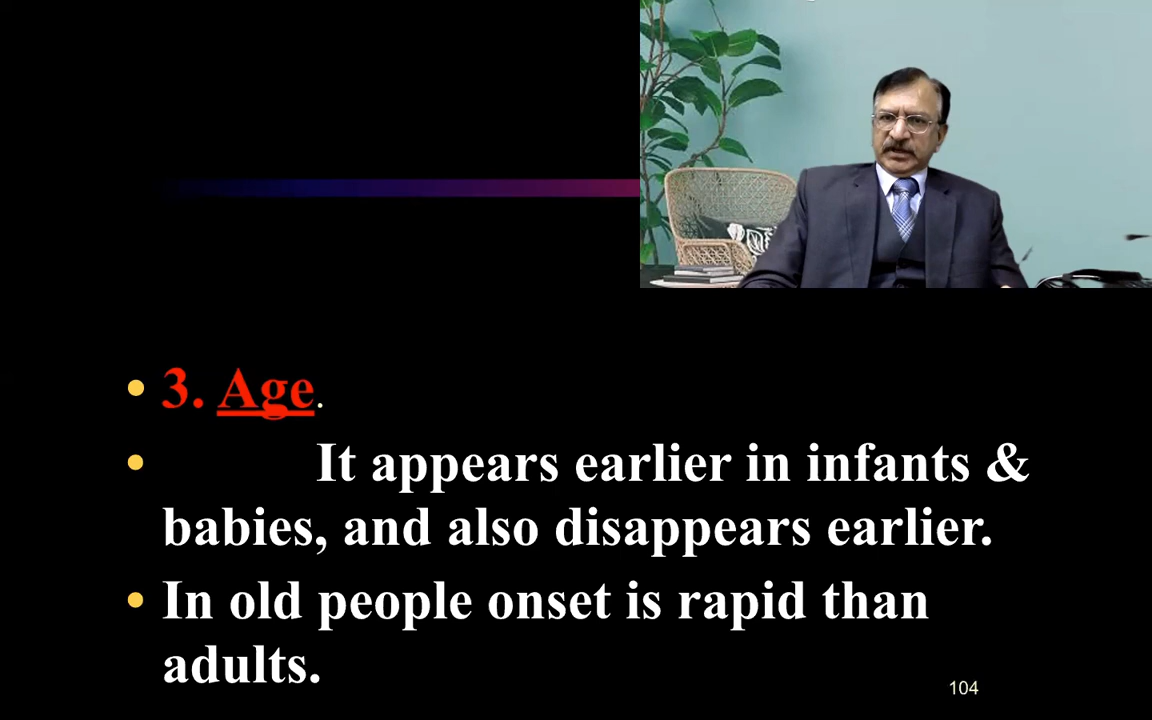 • 3. Age.
• It appears earlier in infants &
babies, and also disappears earlier.
• In old people onset is rapid than
adults.
104